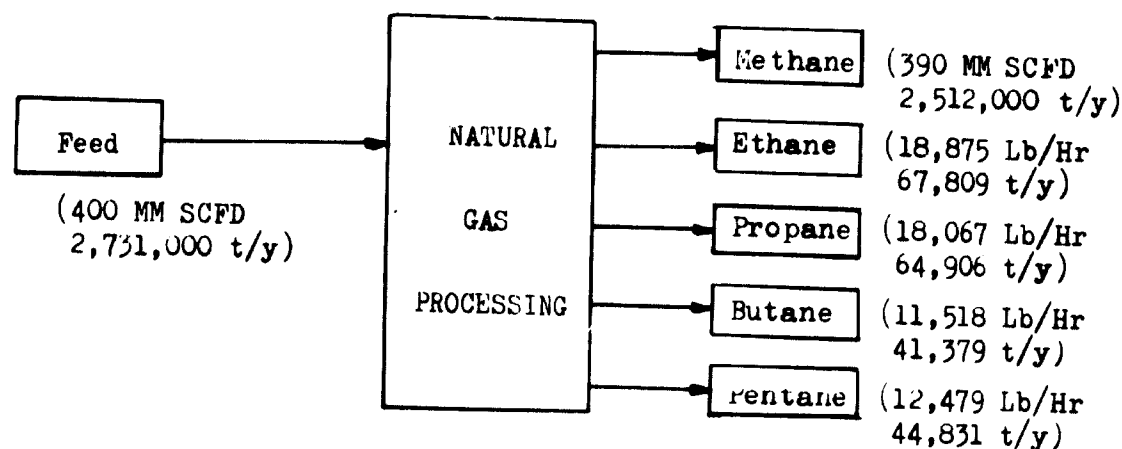 Feed
(400 MM SCFD
2,731,000 t/y)
NATURAL
GAS
PROCESSING
Methane
(390 MM SCFD
2,512,000 t/y)
Ethane
(18,875 Lb/Hr
67,809 t/y)
Propane
(18,067 Lb/Hr
64,906 t/y)
Butane
(11,518 Lb/Hr
41,379 t/y)
Pentane
(12,479 Lb/Hr
44,831 t/y)